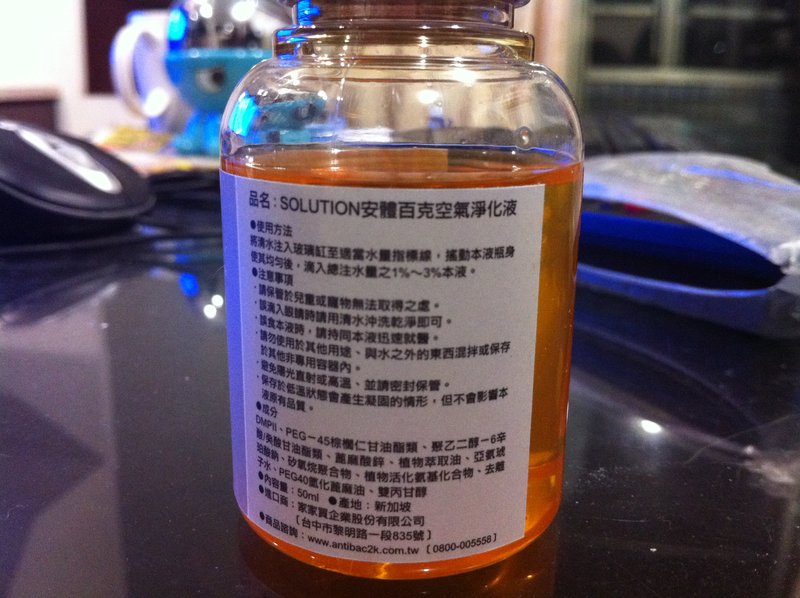 品名：SOLUTION安體百克空氣淨化液
●使用方法
將清水注入玻璃缸至適當水量指標線，搖動本液瓶身
使其均勻後，滴入總注水量之1%～3%本液。
●注意事項
．請保管於兒童或寵物無法取得之處。
．誤滴入眼睛時請用清水沖洗乾淨即可。
．誤食本液時，請持同本液迅速就醫。
．請勿使用於其他用途、與水之外的東西混拌或保存
於其他非專用容器內。
．避免陽光直射或高溫、並請密封保管。
．保存於低溫狀態會產生凝固的情形，但不會影響本
液原有品質。
●成分
DMPII、PEG－45棕櫚仁甘油酯類、聚乙二醇－6辛
酸/癸酸甘油酯類、蓖麻酸鋅、植物萃取油、亞氨琥
珀酸鈉、矽氧烷聚合物、植物活化氨基化合物、去離
子水、PEG40氫化蓖麻油、雙丙甘醇
●內容量：50ml ●產地：新加坡
●進口商：家家買企業股份有限公司
〔台中市黎明路一段835號〕
●商品諮詢：www.antibac2k.com.tw〔0800-005558〕